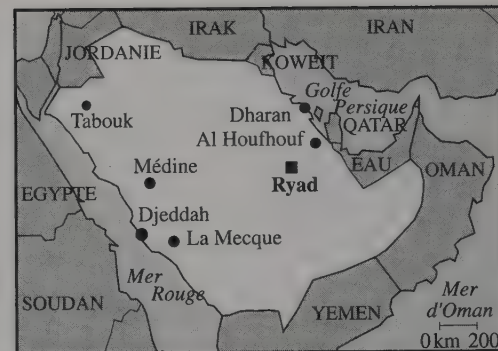 IRAK
IRAN
JORDANIE
KOWEIT
Golfe
Persique
Dharan
QATAR
Tabouk
Al Houfhouf
EAU
OMAN
Médine
Ryad
EGYPTE
Djeddah
La Mecque
Mer
Rouge
SOUDAN
YEMEN
Mer
d'Oman
0 km 200